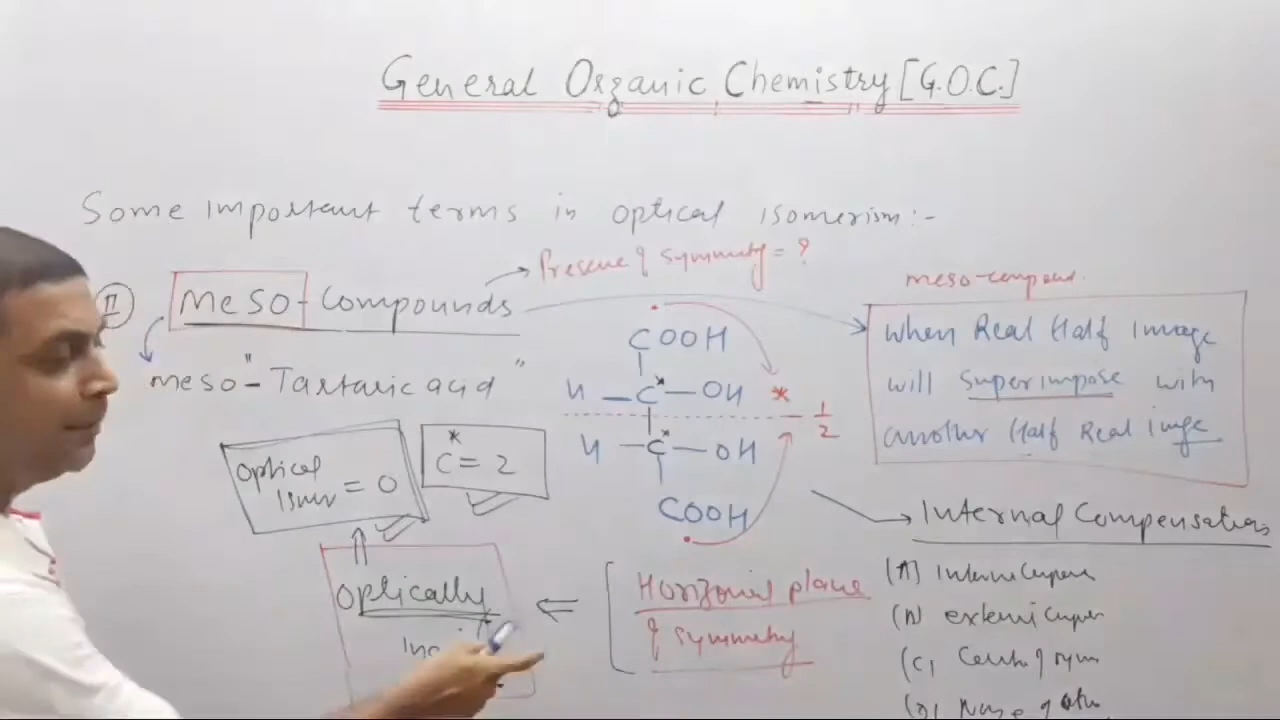 General Organic Chemistry [G.O.C.]
Some important terms in optical isomerism:-
II Meso-Compounds
Presence of symmetry = ?
meso-compound.
"meso-Tartaric acid"
COOH
H — C* — OH
*
1/2
H — C* — OH
COOH
When Real Half Image
will superimpose with
another Half Real Image
Optical
= 0
C* = 2
Internal Compensation
Optically
Horizontal plane
of symmetry
(A)
(B)
(C)
(D)